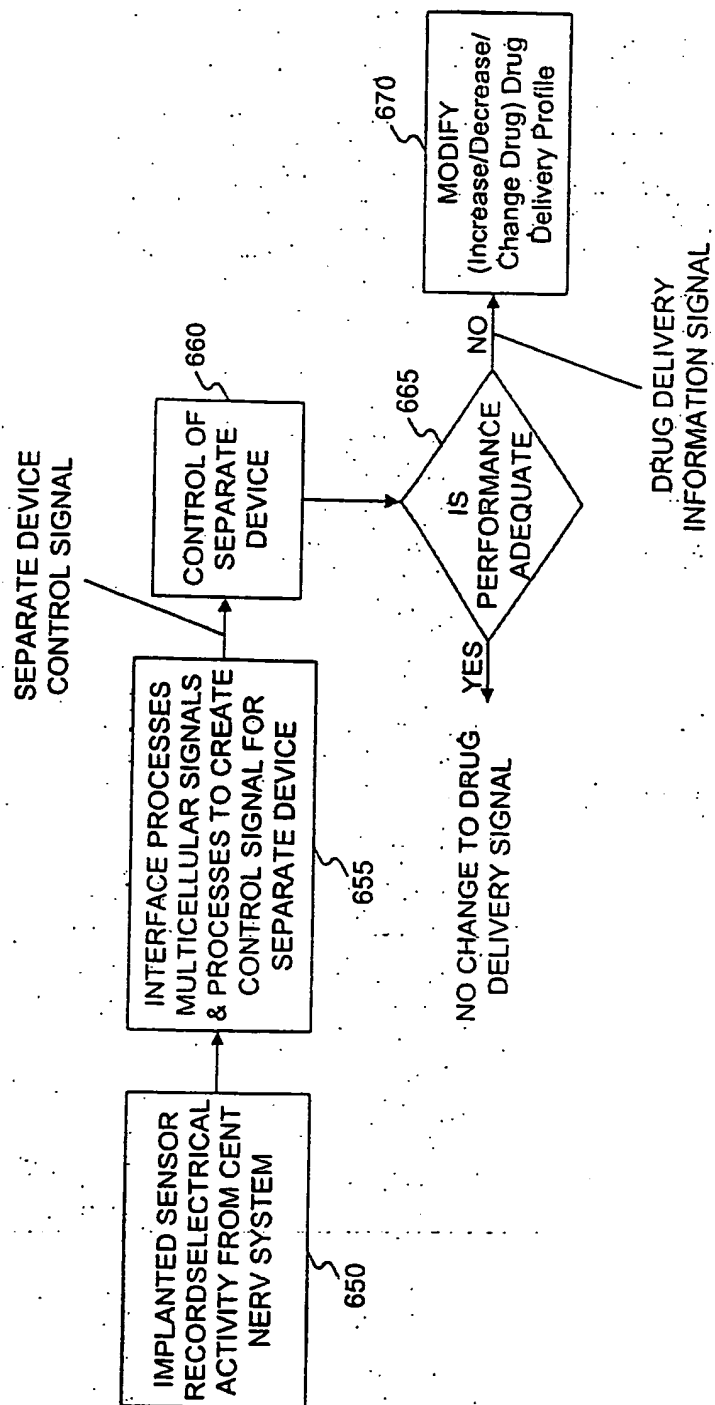 IMPLANTED SENSOR
RECORDSELECTRICAL
ACTIVITY FROM CENT
NERV SYSTEM
650
INTERFACE PROCESSES
MULTICELLULAR SIGNALS
& PROCESSES TO CREATE
CONTROL SIGNAL FOR
SEPARATE DEVICE
655
SEPARATE DEVICE
CONTROL SIGNAL
CONTROL OF
SEPARATE
DEVICE
660
IS
PERFORMANCE
ADEQUATE
665
YES
NO CHANGE TO DRUG
DELIVERY SIGNAL
NO
DRUG DELIVERY
INFORMATION SIGNAL
MODIFY
(Increase/Decrease/
Change Drug) Drug
Delivery Profile
670